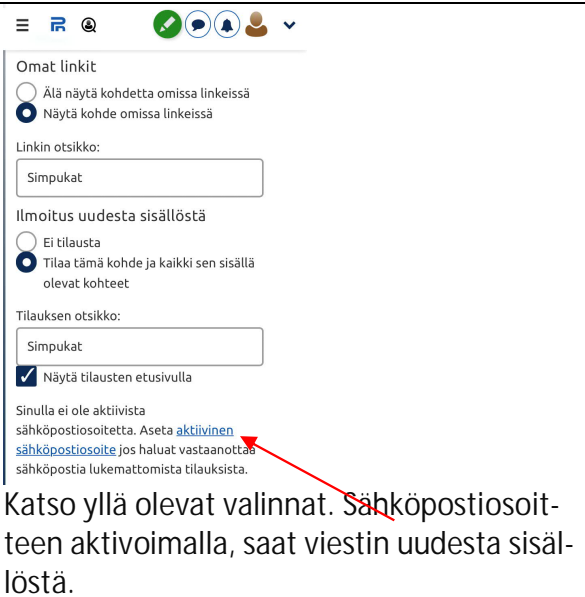 Omat linkit
Älä näytä kohdetta omissa linkeissä
Näytä kohde omissa linkeissä
Linkin otsikko:
Simpukat
Ilmoitus uudesta sisällöstä
Ei tilausta
Tilaa tämä kohde ja kaikki sen sisällä
olevat kohteet
Tilauksen otsikko:
Simpukat
Näytä tilausten etusivulla
Sinulla ei ole aktiivista
sähköpostiosoitetta. Aseta aktiivinen
sähköpostiosoite jos haluat vastaanottaa
sähköpostia lukemattomista tilauksista.
Katso yllä olevat valinnat. Sähköpostiosoit-
teen aktivoimalla, saat viestin uudesta sisäl-
löstä.